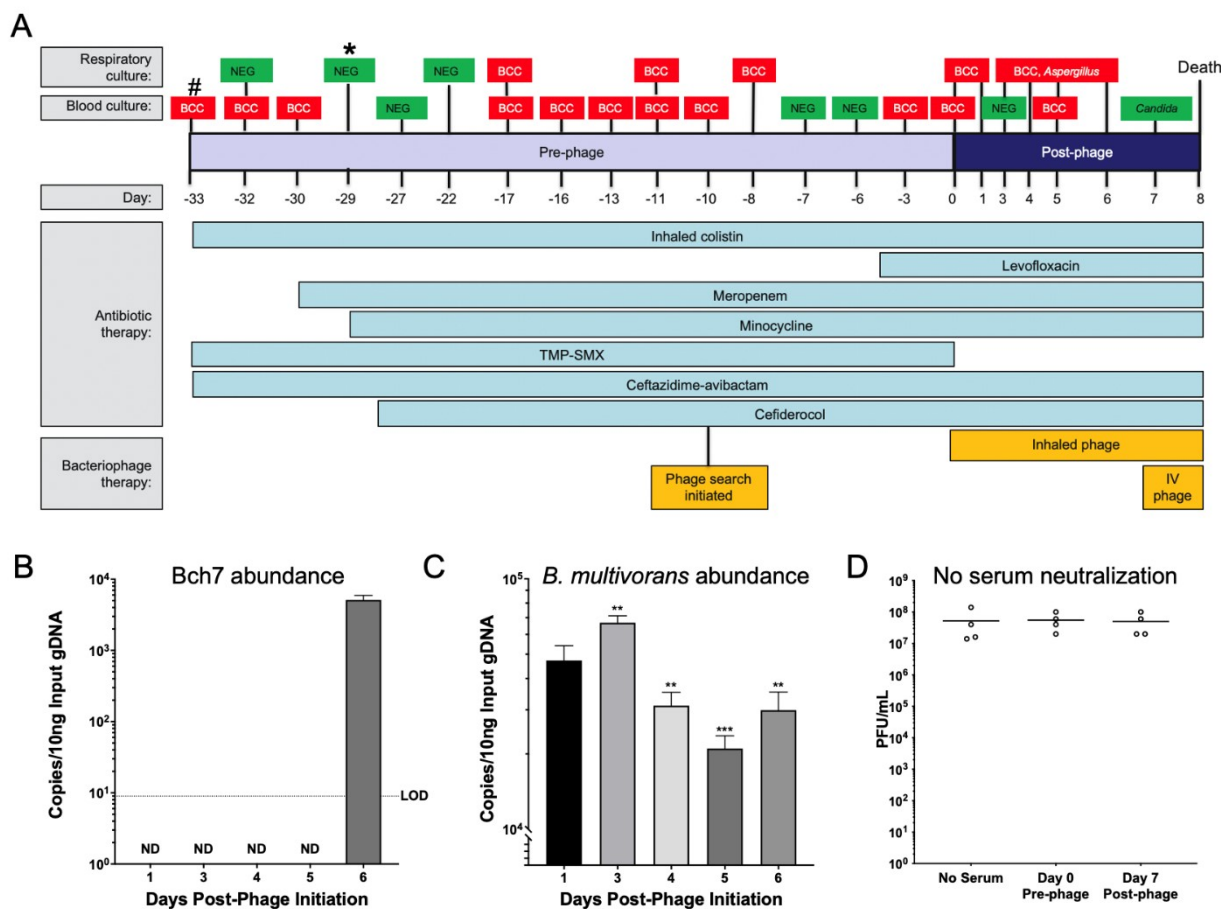 A
Respiratory
culture:
NEG
*
NEG
NEG
BCC
BCC
BCC
BCC
BCC, Aspergillus
Death
#
Blood culture:
BCC
BCC
BCC
NEG
BCC
BCC
BCC
BCC
BCC
NEG
NEG
BCC
BCC
NEG
BCC
Candida
Pre-phage
Post-phage
Day:
-33 -32 -30 -29 -27 -22 -17 -16 -13 -11 -10 -8 -7 -6 -3 0 1 3 4 5 6 7 8
Antibiotic
therapy:
Inhaled colistin
Levofloxacin
Meropenem
Minocycline
TMP-SMX
Ceftazidime-avibactam
Cefiderocol
Bacteriophage
therapy:
Inhaled phage
Phage search
initiated
IV
phage
B
Bch7 abundance
Copies/10ng Input gDNA
10⁴
10³
10²
10¹
10⁰
LOD
ND ND ND ND
1 3 4 5 6
Days Post-Phage Initiation
C
B. multivorans abundance
Copies/10ng Input gDNA
10⁵
10⁴
**
**
***
**
1 3 4 5 6
Days Post-Phage Initiation
D
No serum neutralization
PFU/mL
10⁹
10⁸
10⁷
10⁶
10⁵
10⁴
10³
10²
10¹
10⁰
No Serum
Day 0
Pre-phage
Day 7
Post-phage